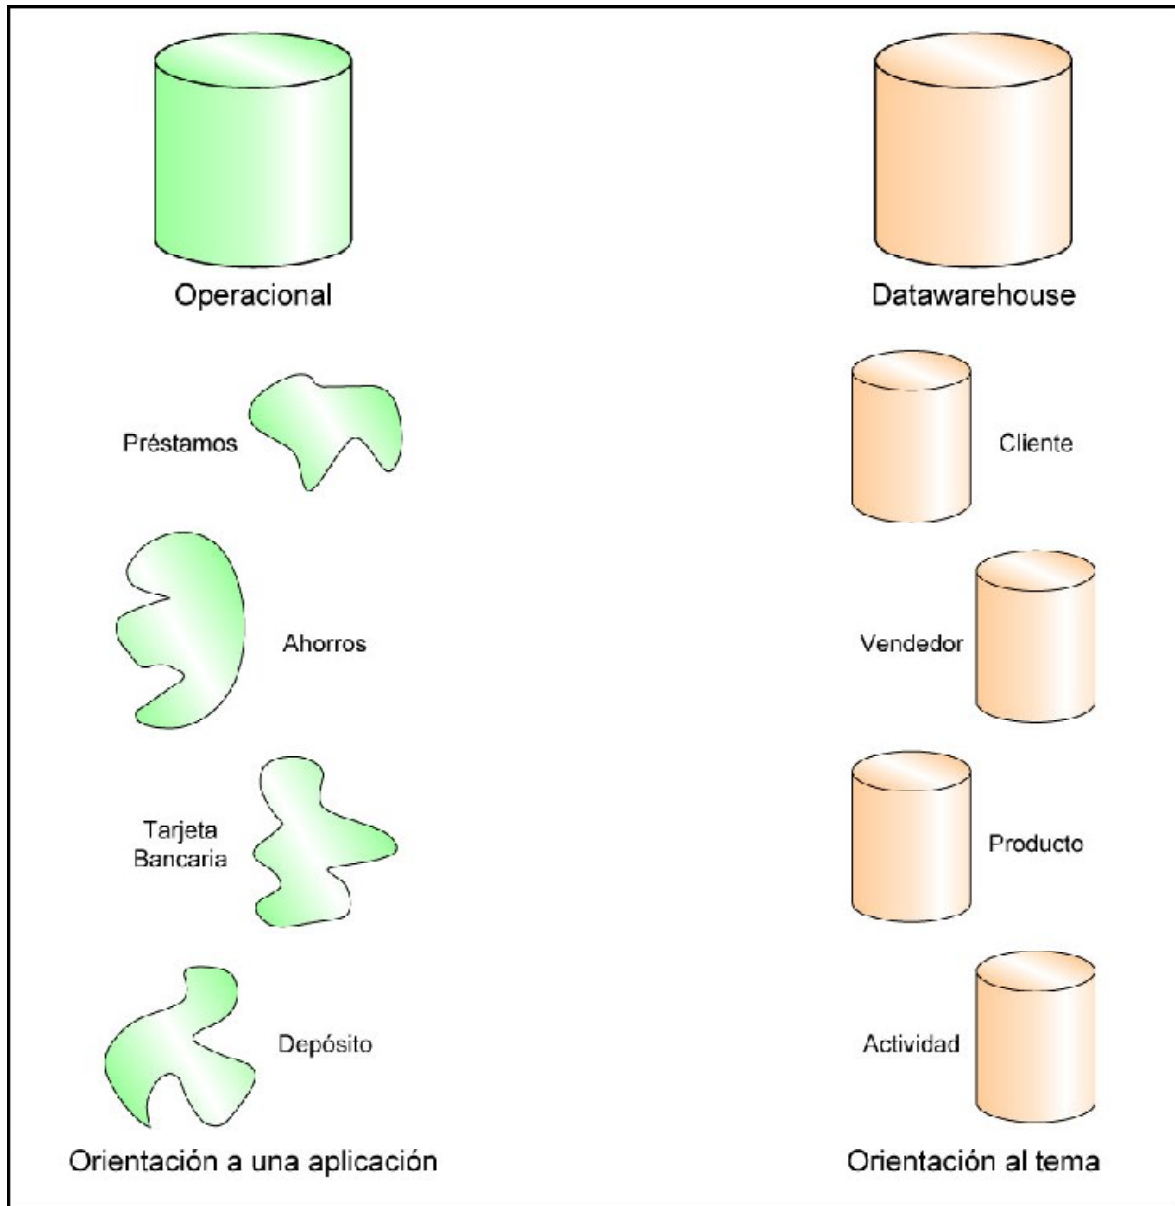 Operacional
Datawarehouse
Préstamos
Cliente
Ahorros
Vendedor
Tarjeta
Bancaria
Producto
Depósito
Actividad
Orientación a una aplicación
Orientación al tema